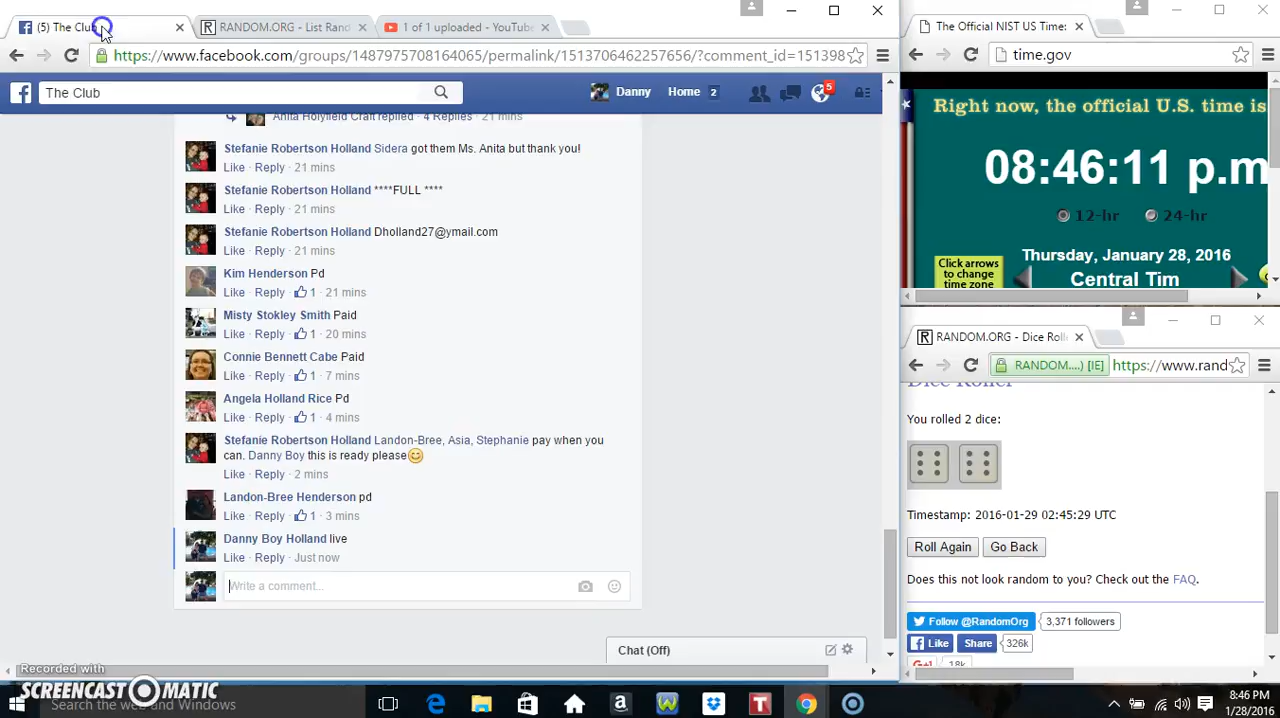 (5) The Club
RANDOM.ORG - List Rand
1 of 1 uploaded - YouTube
https://www.facebook.com/groups/1487975708164065/permalink/1513706462257656/?comment_id=151398
The Club
Danny
Home 2
5
Anita Holyfield Craft replied · 4 Replies · 21 mins
Stefanie Robertson Holland Sidera got them Ms. Anita but thank you!
Like · Reply · 21 mins
Stefanie Robertson Holland ****FULL ****
Like · Reply · 21 mins
Stefanie Robertson Holland Dholland27@ymail.com
Like · Reply · 21 mins
Kim Henderson Pd
Like · Reply · 1 · 21 mins
Misty Stokley Smith Paid
Like · Reply · 1 · 20 mins
Connie Bennett Cabe Paid
Like · Reply · 1 · 7 mins
Angela Holland Rice Pd
Like · Reply · 1 · 4 mins
Stefanie Robertson Holland Landon-Bree, Asia, Stephanie pay when you
can. Danny Boy this is ready please
Like · Reply · 2 mins
Landon-Bree Henderson pd
Like · Reply · 1 · 3 mins
Danny Boy Holland live
Like · Reply · Just now
Write a comment...
Chat (Off)
The Official NIST US Time:
time.gov
Right now, the official U.S. time is
08:46:11 p.m
12-hr 24-hr
Thursday, January 28, 2016
Click arrows
to change
time zone
Central Tim
RANDOM.ORG - Dice Rolle
RANDOM....) [IE]
https://www.rand
Dice Roller
You rolled 2 dice:
Timestamp: 2016-01-29 02:45:29 UTC
Roll Again
Go Back
Does this not look random to you? Check out the FAQ.
Follow @RandomOrg
3,371 followers
Like
Share
326k
G+1
18k
Recorded with
SCREENCAST-O-MATIC
Search the web and Windows
8:46 PM
1/28/2016